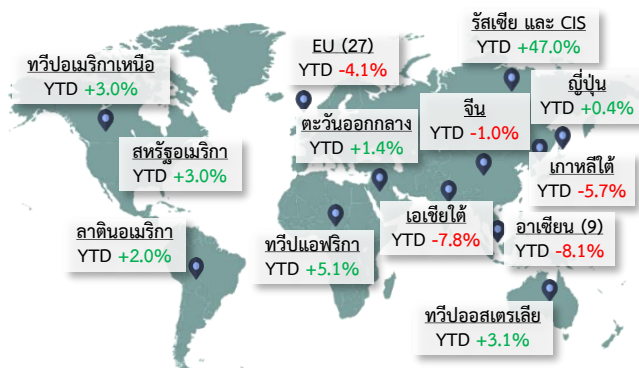 รัสเซีย และ CIS
YTD +47.0%
EU (27)
YTD -4.1%
ทวีปอเมริกาเหนือ
YTD +3.0%
ญี่ปุ่น
YTD +0.4%
จีน
YTD -1.0%
ตะวันออกกลาง
YTD +1.4%
สหรัฐอเมริกา
YTD +3.0%
เกาหลีใต้
YTD -5.7%
ลาตินอเมริกา
YTD +2.0%
ทวีปแอฟริกา
YTD +5.1%
เอเชียใต้
YTD -7.8%
อาเซียน (9)
YTD -8.1%
ทวีปออสเตรเลีย
YTD +3.1%